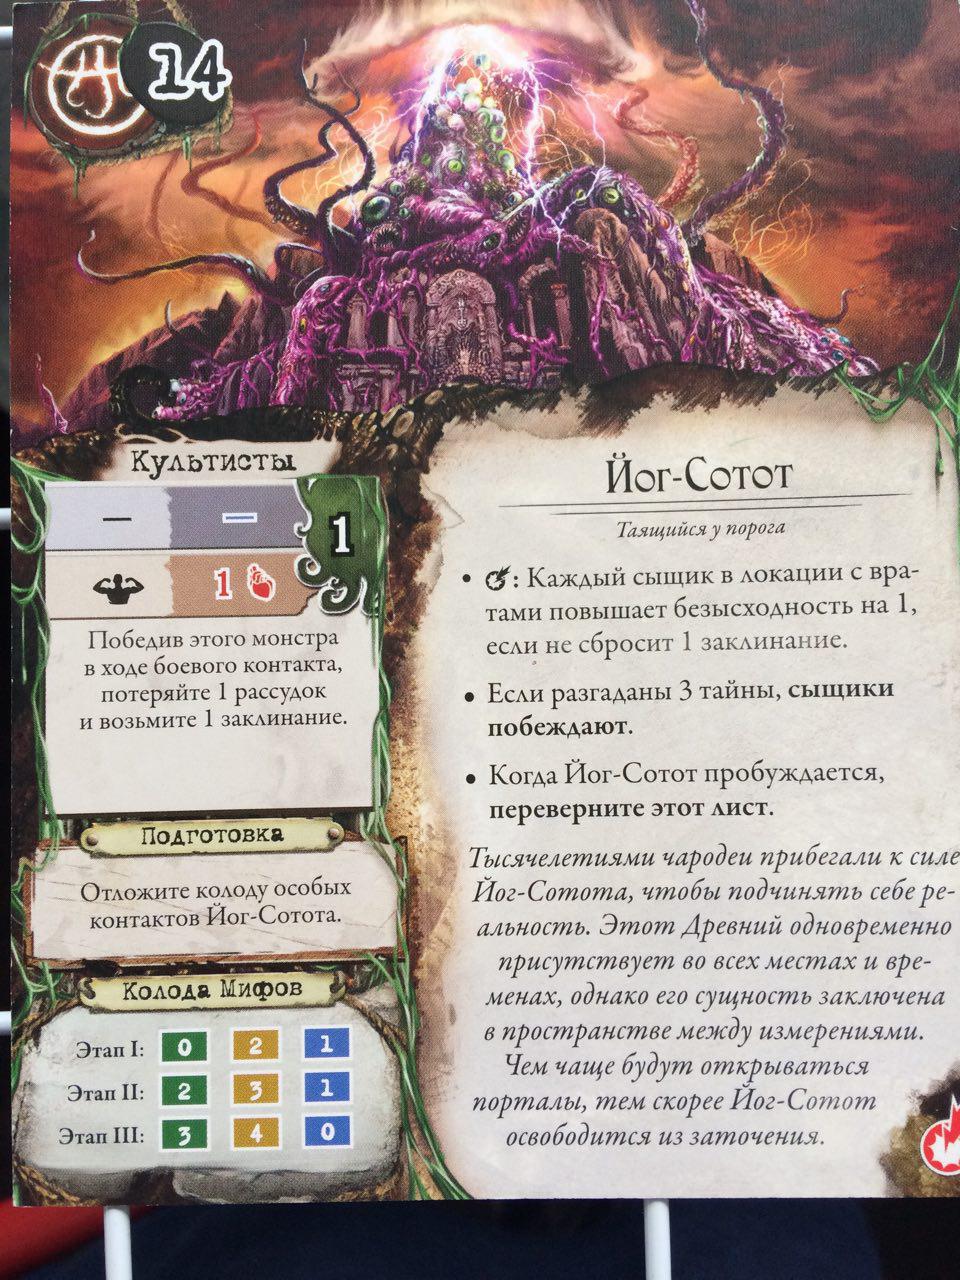 14
Культисты
— — 1
1
Победив этого монстра
в ходе боевого контакта,
потеряйте 1 рассудок
и возьмите 1 заклинание.
Подготовка
Отложите колоду особых
контактов Йог-Сотота.
Колода Мифов
Этап I: 0 2 1
Этап II: 2 3 1
Этап III: 3 4 0
Йог-Сотот
Таящийся у порога
• : Каждый сыщик в локации с вра-
тами повышает безысходность на 1,
если не сбросит 1 заклинание.
• Если разгаданы 3 тайны, сыщики
побеждают.
• Когда Йог-Сотот пробуждается,
переверните этот лист.
Тысячелетиями чародеи прибегали к силе
Йог-Сотота, чтобы подчинять себе ре-
альность. Этот Древний одновременно
присутствует во всех местах и вре-
менах, однако его сущность заключена
в пространстве между измерениями.
Чем чаще будут открываться
порталы, тем скорее Йог-Сотот
освободится из заточения.